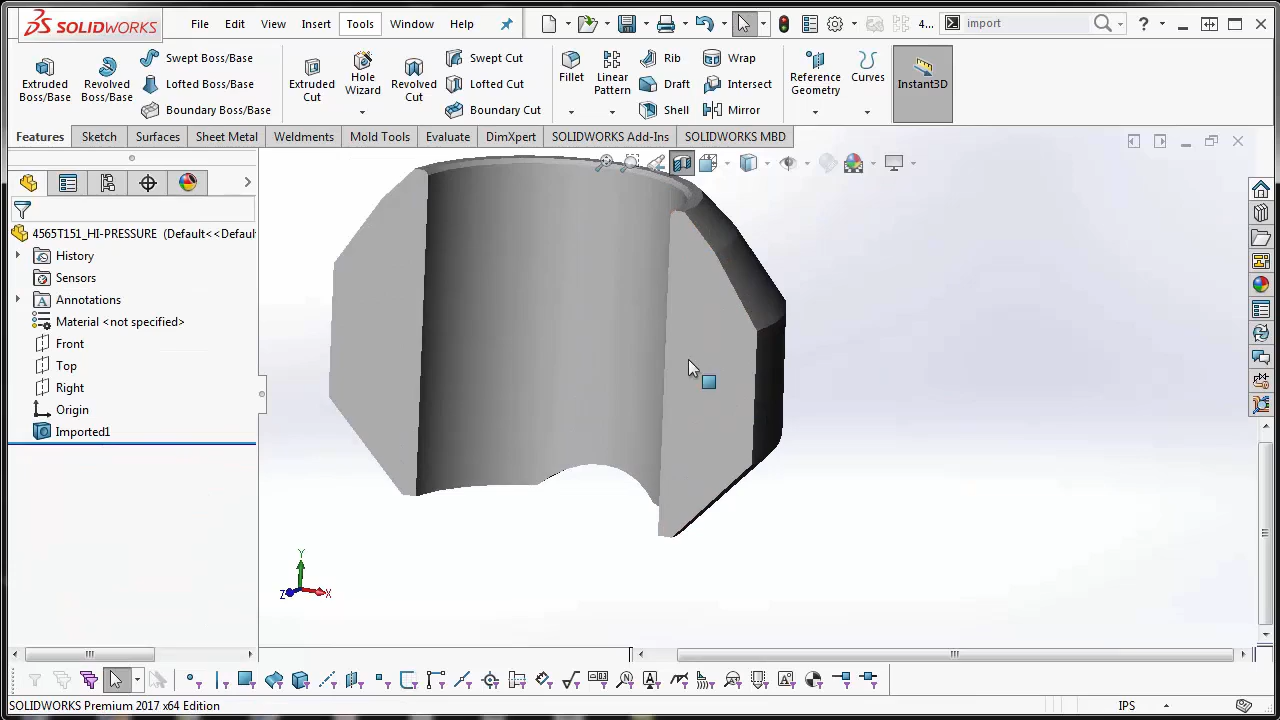 SOLIDWORKS File Edit View Insert Tools Window Help 4... import
Extruded Boss/Base
Revolved Boss/Base
Swept Boss/Base
Lofted Boss/Base
Boundary Boss/Base
Extruded Cut
Hole Wizard
Revolved Cut
Swept Cut
Lofted Cut
Boundary Cut
Fillet
Linear Pattern
Rib
Draft
Shell
Wrap
Intersect
Mirror
Reference Geometry
Curves
Instant3D
Features Sketch Surfaces Sheet Metal Weldments Mold Tools Evaluate DimXpert SOLIDWORKS Add-Ins SOLIDWORKS MBD
4565T151_HI-PRESSURE (Default<<Defaul
History
Sensors
Annotations
Material <not specified>
Front
Top
Right
Origin
Imported1
Y
Z X
SOLIDWORKS Premium 2017 x64 Edition IPS